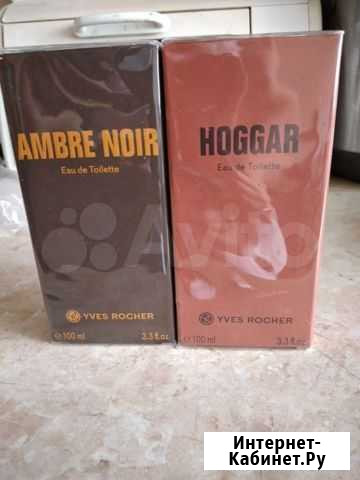 AMBRE NOIR
Eau de Toilette
YVES ROCHER
e 100 ml 3.3 fl.oz
HOGGAR
Eau de Toilette
YVES ROCHER
e 100 ml 3.3 fl.oz
Avito
Интернет-
Кабинет.Ру